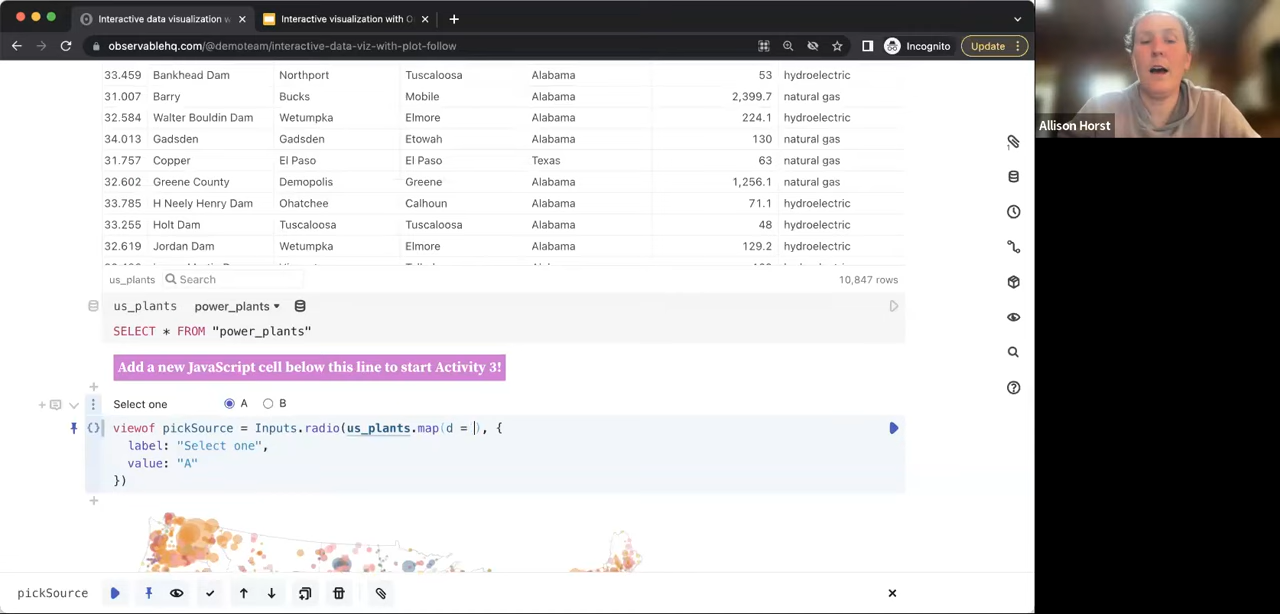 Interactive data visualization w
Interactive visualization with O
observablehq.com/@demoteam/interactive-data-viz-with-plot-follow
Incognito
Update
Allison Horst
33.459 Bankhead Dam Northport Tuscaloosa Alabama 53 hydroelectric
31.007 Barry Bucks Mobile Alabama 2,399.7 natural gas
32.584 Walter Bouldin Dam Wetumpka Elmore Alabama 224.1 hydroelectric
34.013 Gadsden Gadsden Etowah Alabama 130 natural gas
31.757 Copper El Paso El Paso Texas 63 natural gas
32.602 Greene County Demopolis Greene Alabama 1,256.1 natural gas
33.785 H Neely Henry Dam Ohatchee Calhoun Alabama 71.1 hydroelectric
33.255 Holt Dam Tuscaloosa Tuscaloosa Alabama 48 hydroelectric
32.619 Jordan Dam Wetumpka Elmore Alabama 129.2 hydroelectric
us_plants Search 10,847 rows
us_plants power_plants
SELECT * FROM "power_plants"
Add a new JavaScript cell below this line to start Activity 3!
Select one A B
viewof pickSource = Inputs.radio(us_plants.map(d = ), {
label: "Select one",
value: "A"
})
pickSource